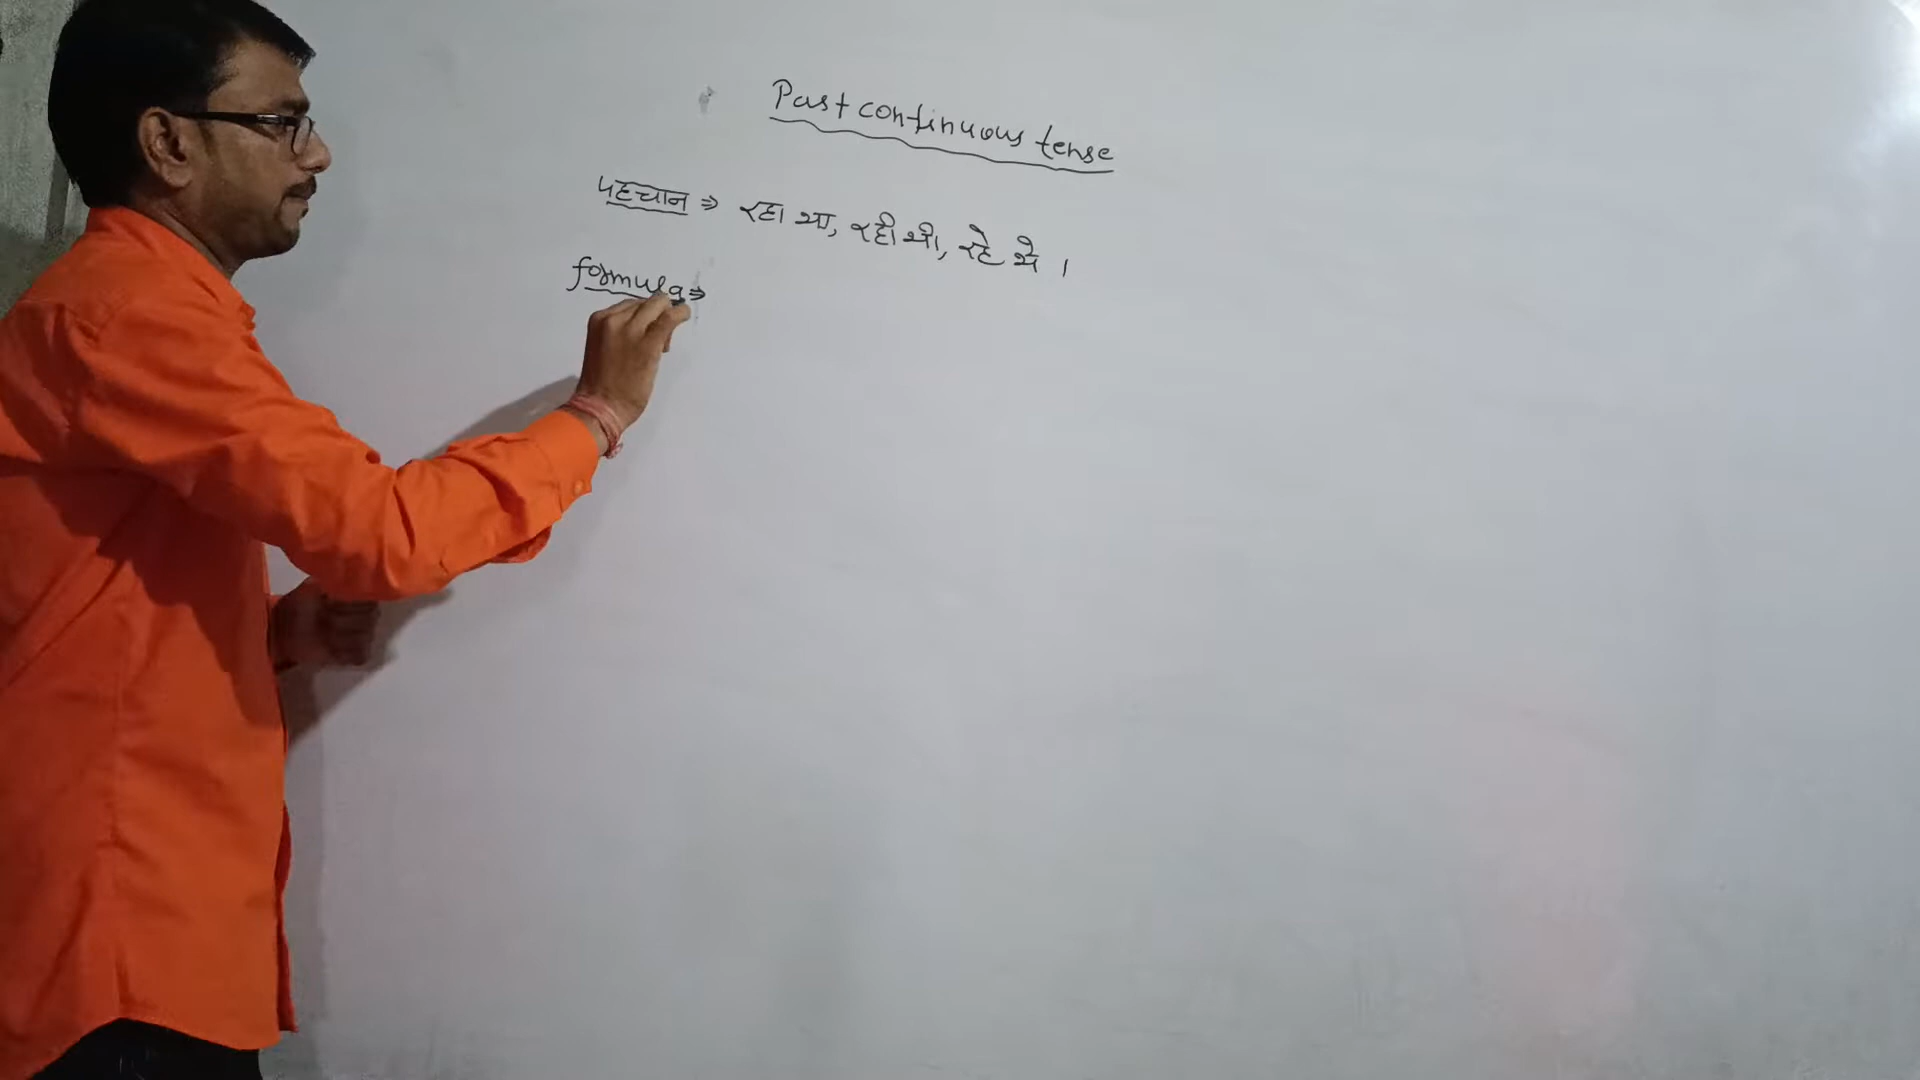 Past continuous tense
पहचान ⇒ रहा था, रही थी, रहे थे ।
formula ⇒